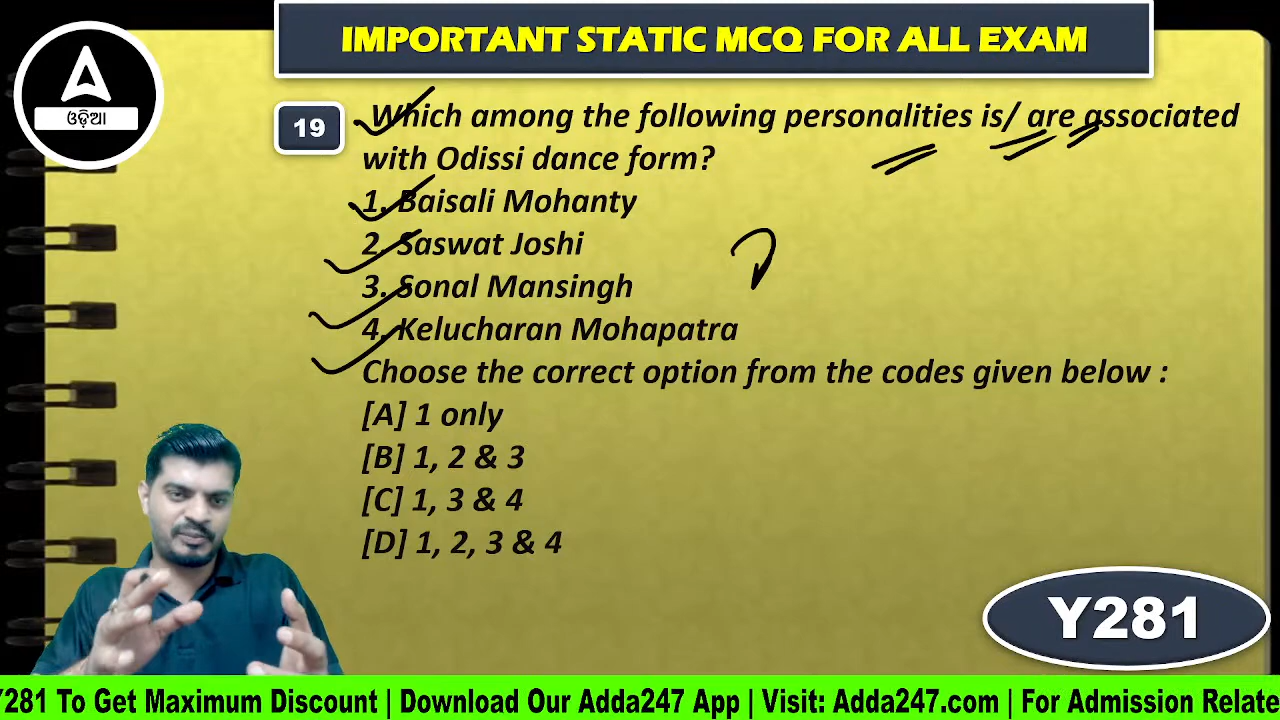 IMPORTANT STATIC MCQ FOR ALL EXAM
ଓଡ଼ିଆ
19 Which among the following personalities is/ are associated
with Odissi dance form?
1. Baisali Mohanty
2. Saswat Joshi
3. Sonal Mansingh
4. Kelucharan Mohapatra
Choose the correct option from the codes given below :
[A] 1 only
[B] 1, 2 & 3
[C] 1, 3 & 4
[D] 1, 2, 3 & 4
Y281
Y281 To Get Maximum Discount | Download Our Adda247 App | Visit: Adda247.com | For Admission Relate